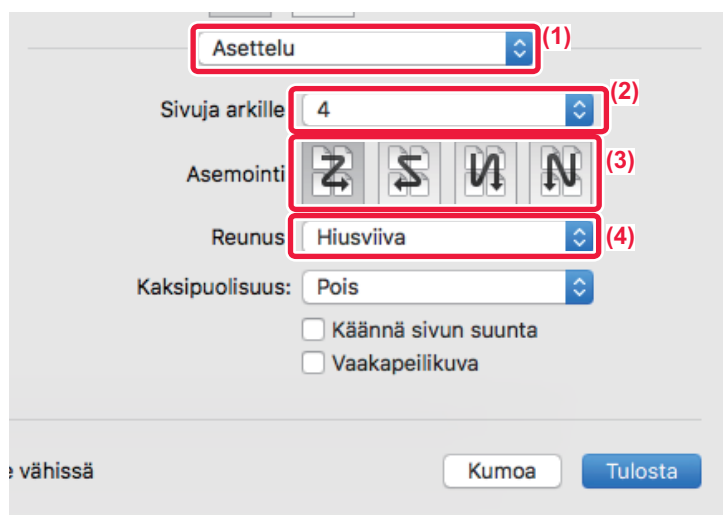 Asettelu (1)
Sivuja arkille 4 (2)
Asemointi (3)
Reunus Hiusviiva (4)
Kaksipuolisuus: Pois
Käännä sivun suunta
Vaakapeilikuva
vähissä Kumoa Tulosta